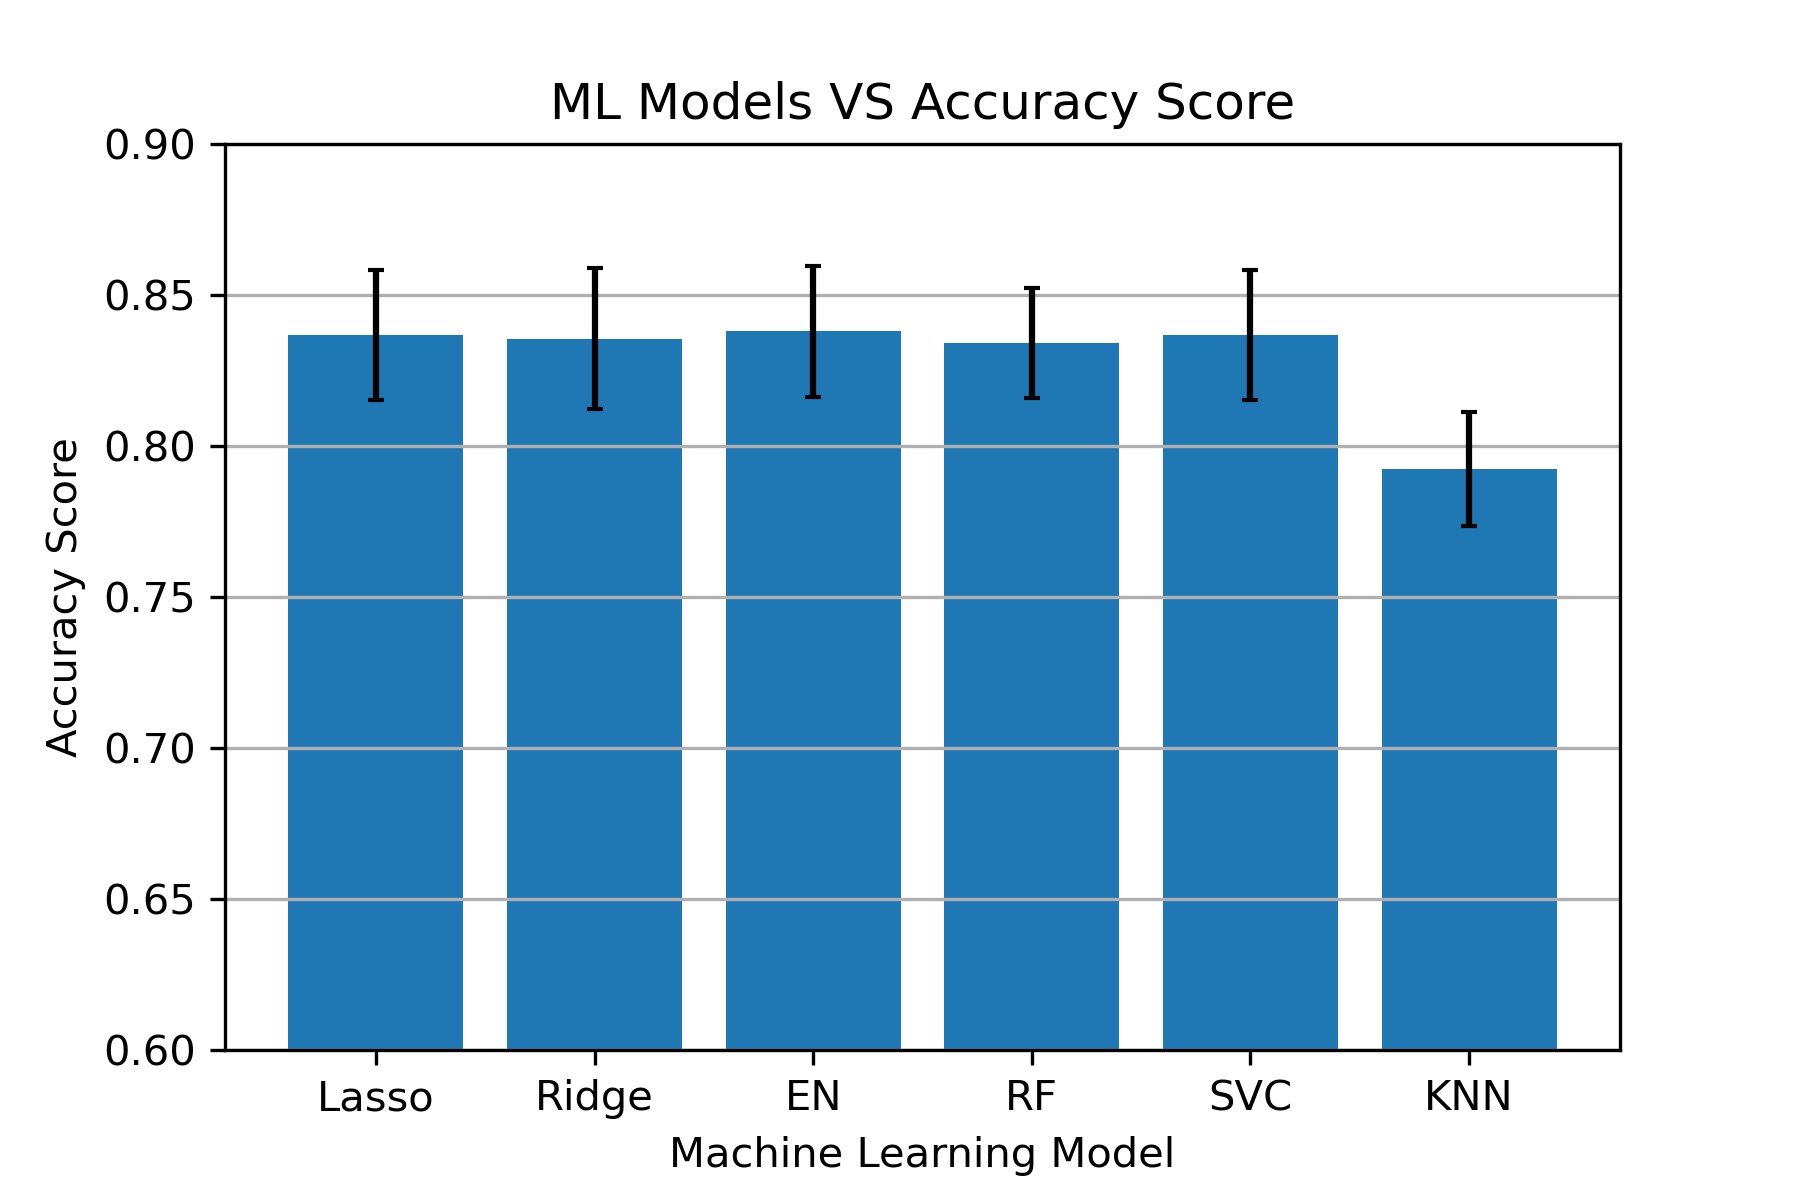 ML Models VS Accuracy Score
0.90
0.85
0.80
0.75
0.70
0.65
0.60
Accuracy Score
Lasso Ridge EN RF SVC KNN
Machine Learning Model